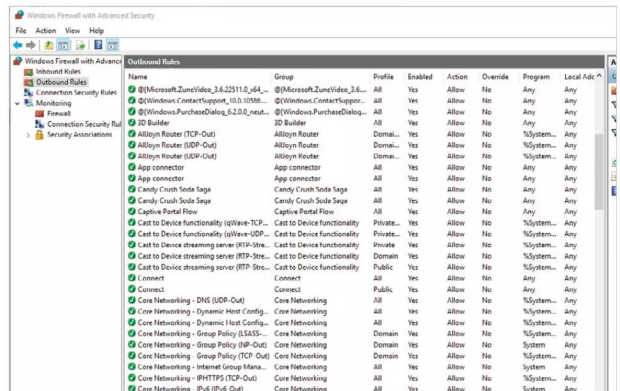 Windows Firewall with Advanced Security
File Action View Help
Windows Firewall with Advance
Inbound Rules
Outbound Rules
Connection Security Rules
Monitoring
Firewall
Connection Security Rul
Security Associations
Outbound Rules
Name Group Profile Enabled Action Override Program Local Adc
@{Microsoft.ZuneVideo_3.6.22511.0_x64_... @{Microsoft.ZuneVideo_3.6... All Yes Allow No Any Any
@{Windows.ContactSupport_10.0.10586.... @{Windows.ContactSuppor... All Yes Allow No Any Any
@{Windows.PurchaseDialog_6.2.0.0_neut... @{Windows.PurchaseDialog... All Yes Allow No Any Any
3D Builder 3D Builder All Yes Allow No Any Any
AllJoyn Router (TCP-Out) AllJoyn Router Domai... Yes Allow No %System... Any
AllJoyn Router (UDP-Out) AllJoyn Router Domai... Yes Allow No %System... Any
AllJoyn Router (UDP-Out) AllJoyn Router Domai... Yes Allow No %System... Any
App connector App connector All Yes Allow No Any Any
App connector App connector All Yes Allow No Any Any
Candy Crush Soda Saga Candy Crush Soda Saga All Yes Allow No Any Any
Candy Crush Soda Saga Candy Crush Soda Saga All Yes Allow No Any Any
Captive Portal Flow Captive Portal Flow All Yes Allow No Any Any
Cast to Device functionality (qWave-TCP... Cast to Device functionality Private... Yes Allow No %System... Any
Cast to Device functionality (qWave-UDP... Cast to Device functionality Private... Yes Allow No %System... Any
Cast to Device streaming server (RTP-Stre... Cast to Device functionality Private Yes Allow No %System... Any
Cast to Device streaming server (RTP-Stre... Cast to Device functionality Domain Yes Allow No %System... Any
Cast to Device streaming server (RTP-Stre... Cast to Device functionality Public Yes Allow No %System... Any
Connect Connect All Yes Allow No Any Any
Connect Connect Public Yes Allow No Any Any
Core Networking - DNS (UDP-Out) Core Networking All Yes Allow No %System... Any
Core Networking - Dynamic Host Config... Core Networking All Yes Allow No %System... Any
Core Networking - Dynamic Host Config... Core Networking All Yes Allow No %System... Any
Core Networking - Group Policy (LSASS-... Core Networking Domain Yes Allow No %System... Any
Core Networking - Group Policy (NP-Out) Core Networking Domain Yes Allow No System Any
Core Networking - Group Policy (TCP-Out) Core Networking Domain Yes Allow No %System... Any
Core Networking - Internet Group Mana... Core Networking All Yes Allow No System Any
Core Networking - IPHTTPS (TCP-Out) Core Networking All Yes Allow No %System... Any
Core Networking - IPv6 (IPv6-Out) Core Networking All Yes Allow No System Any